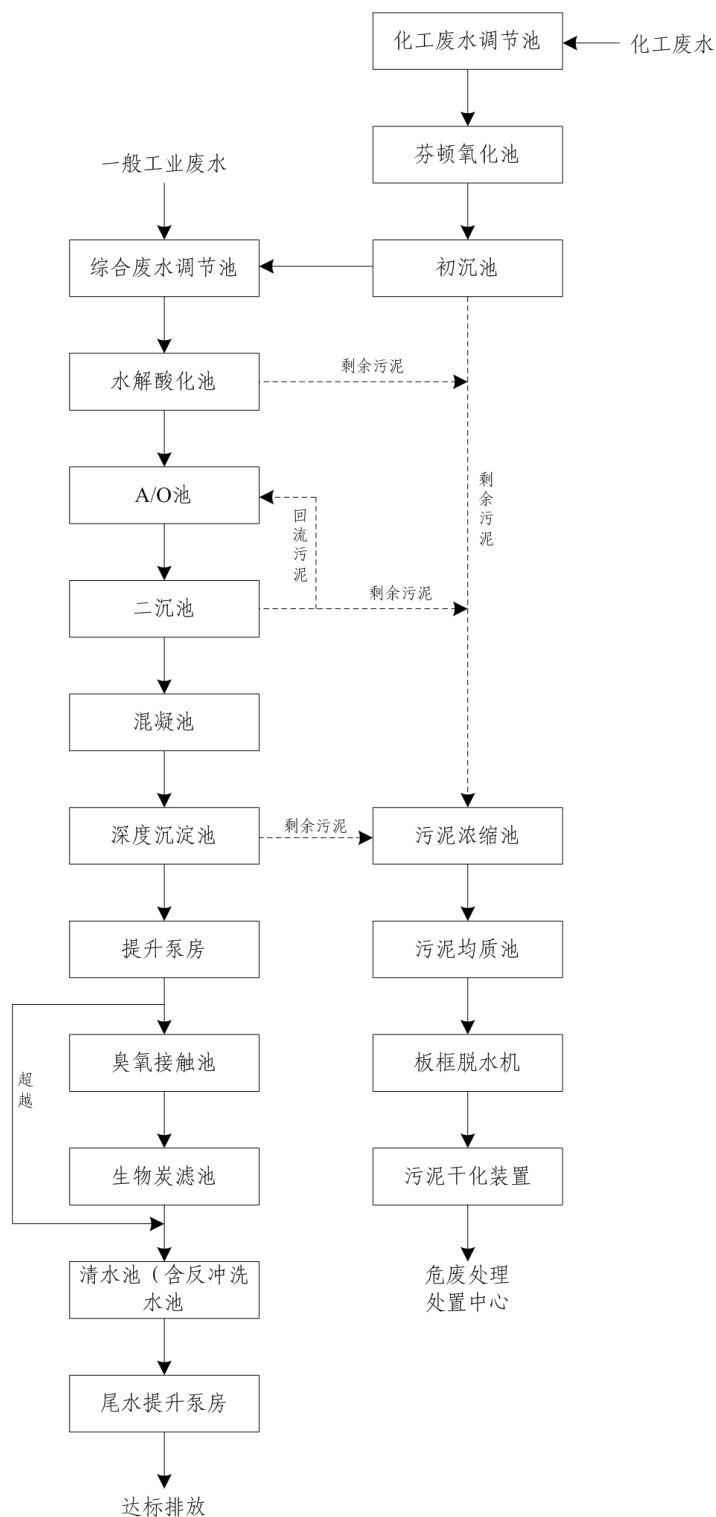 化工废水调节池
化工废水
芬顿氧化池
一般工业废水
综合废水调节池
初沉池
水解酸化池
剩余污泥
A/O池
回流污泥
剩余污泥
二沉池
剩余污泥
混凝池
深度沉淀池
剩余污泥
污泥浓缩池
提升泵房
污泥均质池
超越
臭氧接触池
板框脱水机
生物炭滤池
污泥干化装置
清水池（含反冲洗
水池
危废处理
处置中心
尾水提升泵房
达标排放